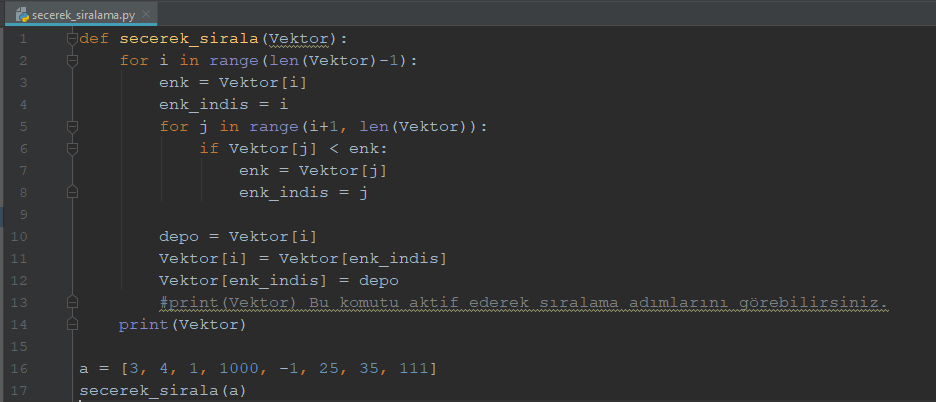 secerek_siralama.py
1 def secerek_sirala(Vektor):
2 for i in range(len(Vektor)-1):
3 enk = Vektor[i]
4 enk_indis = i
5 for j in range(i+1, len(Vektor)):
6 if Vektor[j] < enk:
7 enk = Vektor[j]
8 enk_indis = j
9
10 depo = Vektor[i]
11 Vektor[i] = Vektor[enk_indis]
12 Vektor[enk_indis] = depo
13 #print(Vektor) Bu komutu aktif ederek sıralama adımlarını görebilirsiniz.
14 print(Vektor)
15
16 a = [3, 4, 1, 1000, -1, 25, 35, 111]
17 secerek_sirala(a)